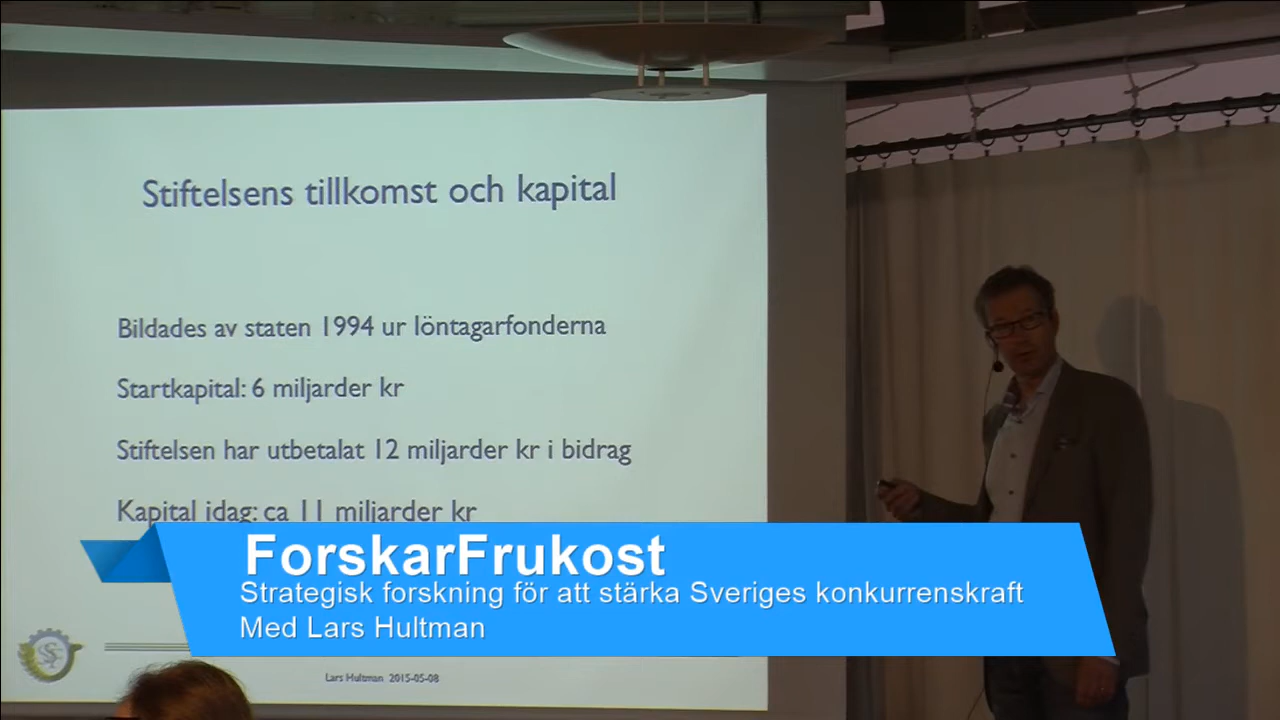 Stiftelsens tillkomst och kapital
Bildades av staten 1994 ur löntagarfonderna
Startkapital: 6 miljarder kr
Stiftelsen har utbetalat 12 miljarder kr i bidrag
Kapital idag: ca 11 miljarder kr
ForskarFrukost
Strategisk forskning för att stärka Sveriges konkurrenskraft
Med Lars Hultman
Lars Hultman 2015-05-08